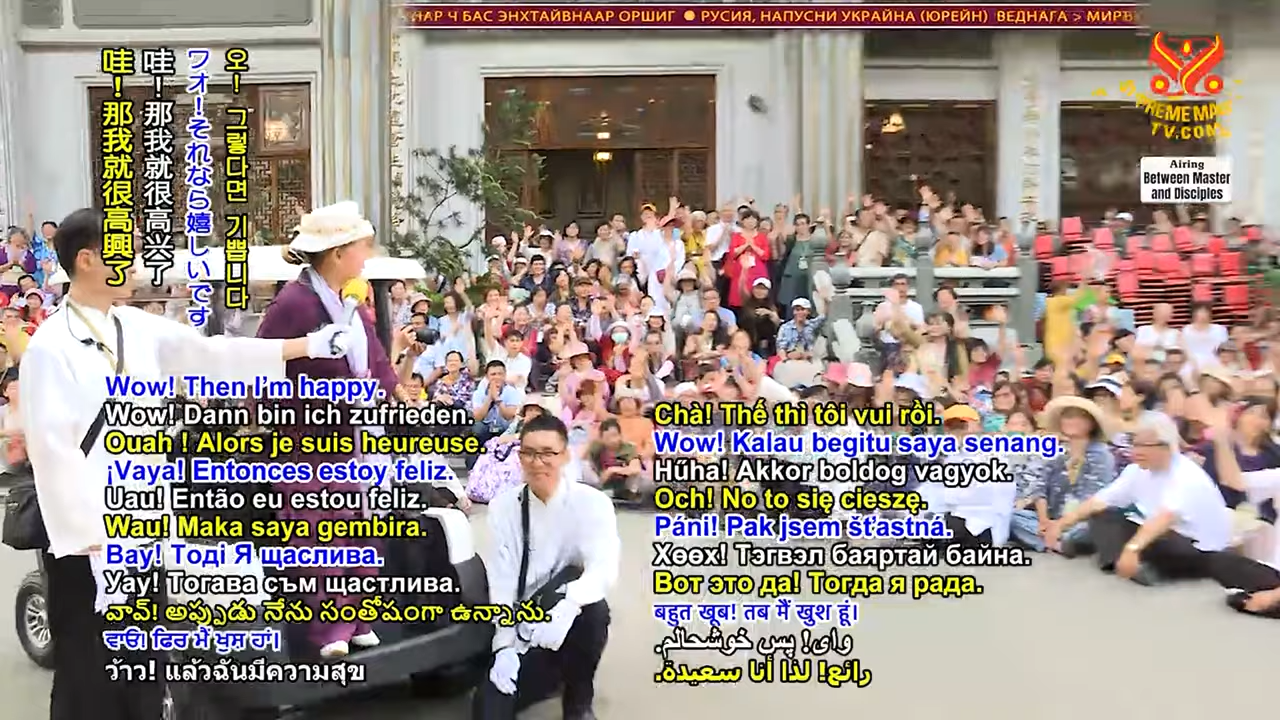 НАР Ч БАС ЭНХТАЙВНААР ОРШИГ ● РУСИЯ, НАПУСНИ УКРАЙНА (ЮРЕЙН) ВЕДНАГА > МИРВ
TV.COM
Airing
Between Master
and Disciples
오! 그렇다면 기쁩니다
ワオ!それなら嬉しいです
哇!那我就很高兴了
哇!那我就很高興了
Wow! Then I'm happy.
Wow! Dann bin ich zufrieden.
Ouah ! Alors je suis heureuse.
¡Vaya! Entonces estoy feliz.
Uau! Então eu estou feliz.
Wau! Maka saya gembira.
Вау! Тоді Я щаслива.
Уау! Тогава съм щастлива.
వావ్! అప్పుడు నేను సంతోషంగా ఉన్నాను.
ਵਾਓ! ਫਿਰ ਮੈਂ ਖੁਸ਼ ਹਾਂ।
ว้าว! แล้วฉันมีความสุข
Chà! Thế thì tôi vui rồi.
Wow! Kalau begitu saya senang.
Hűha! Akkor boldog vagyok.
Och! No to się cieszę.
Páni! Pak jsem šťastná.
Хөөх! Тэгвэл баяртай байна.
Вот это да! Тогда я рада.
बहुत खूब! तब मैं खुश हूं।
وای! پس خوشحالم.
رائع! لذا أنا سعيدة.